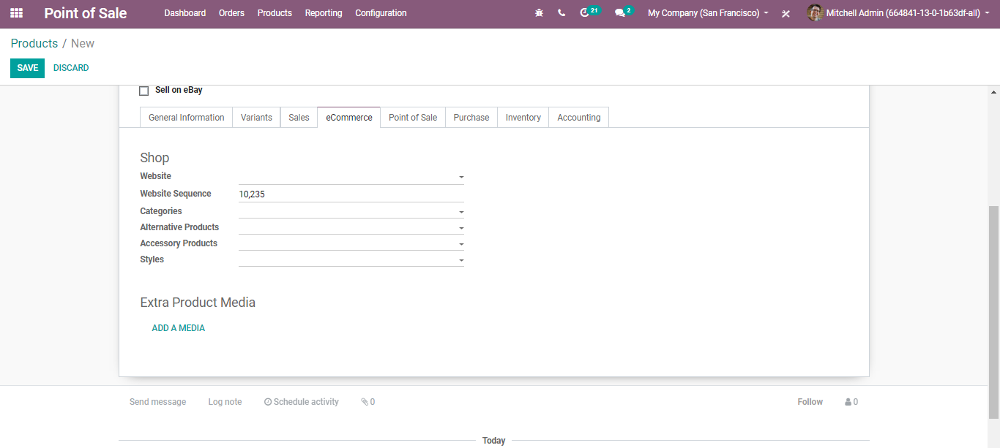 Point of Sale Dashboard Orders Products Reporting Configuration 21 2 My Company (San Francisco) Mitchell Admin (664841-13-0-1b63df-all)
Products / New
SAVE DISCARD
Sell on eBay
General Information Variants Sales eCommerce Point of Sale Purchase Inventory Accounting
Shop
Website
Website Sequence 10,235
Categories
Alternative Products
Accessory Products
Styles
Extra Product Media
ADD A MEDIA
Send message Log note Schedule activity 0 Follow 0
Today